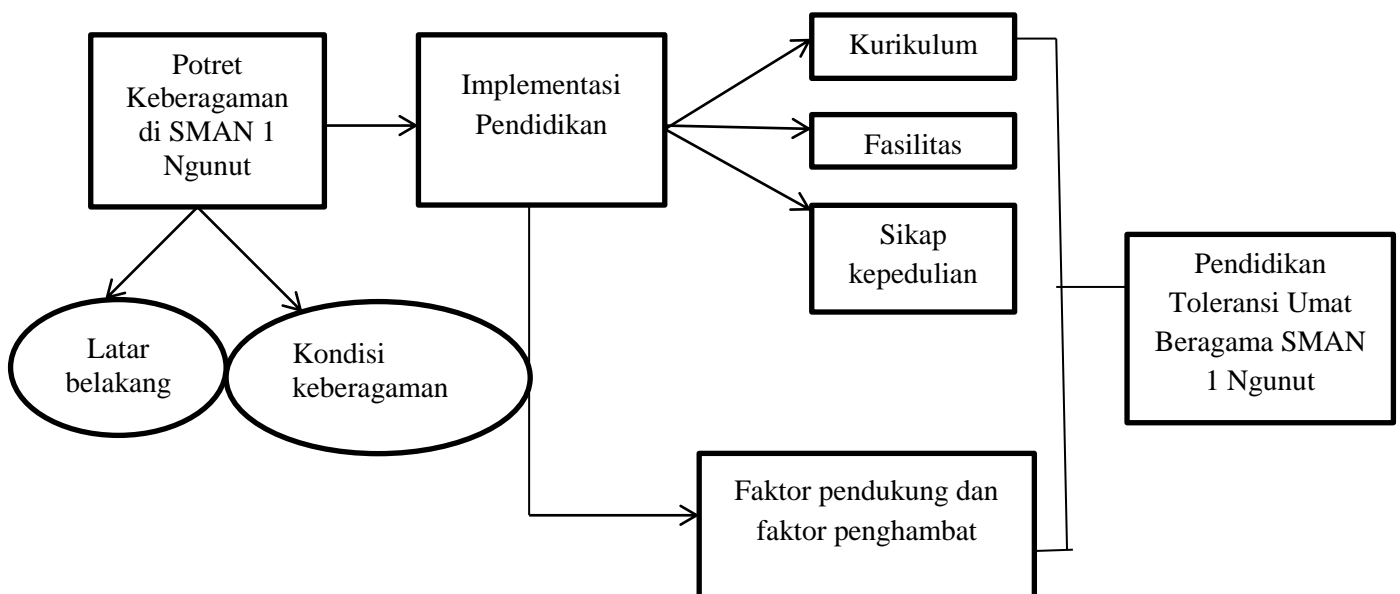 Potret
Keberagaman
di SMAN 1
Ngunut
Implementasi
Pendidikan
Kurikulum
Fasilitas
Sikap
kepedulian
Latar
belakang
Kondisi
keberagaman
Faktor pendukung dan
faktor penghambat
Pendidikan
Toleransi Umat
Beragama SMAN
1 Ngunut